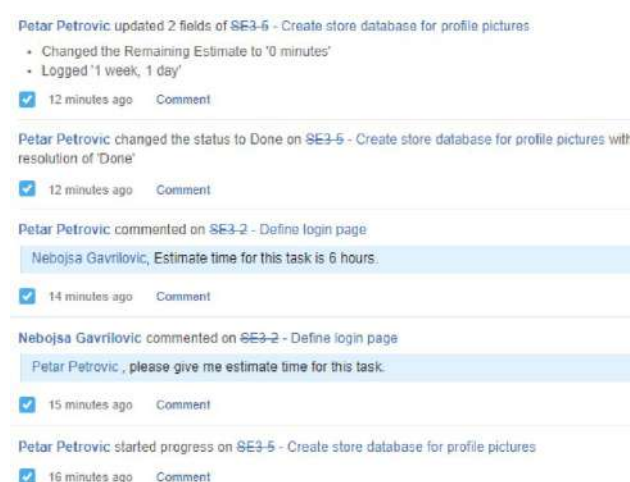 Petar Petrovic updated 2 fields of SE3-5 - Create store database for profile pictures
• Changed the Remaining Estimate to '0 minutes'
• Logged '1 week, 1 day'
12 minutes ago Comment
Petar Petrovic changed the status to Done on SE3-5 - Create store database for profile pictures with
resolution of 'Done'
12 minutes ago Comment
Petar Petrovic commented on SE3-2 - Define login page
Nebojsa Gavrilovic, Estimate time for this task is 6 hours.
14 minutes ago Comment
Nebojsa Gavrilovic commented on SE3-2 - Define login page
Petar Petrovic , please give me estimate time for this task.
15 minutes ago Comment
Petar Petrovic started progress on SE3-5 - Create store database for profile pictures
16 minutes ago Comment